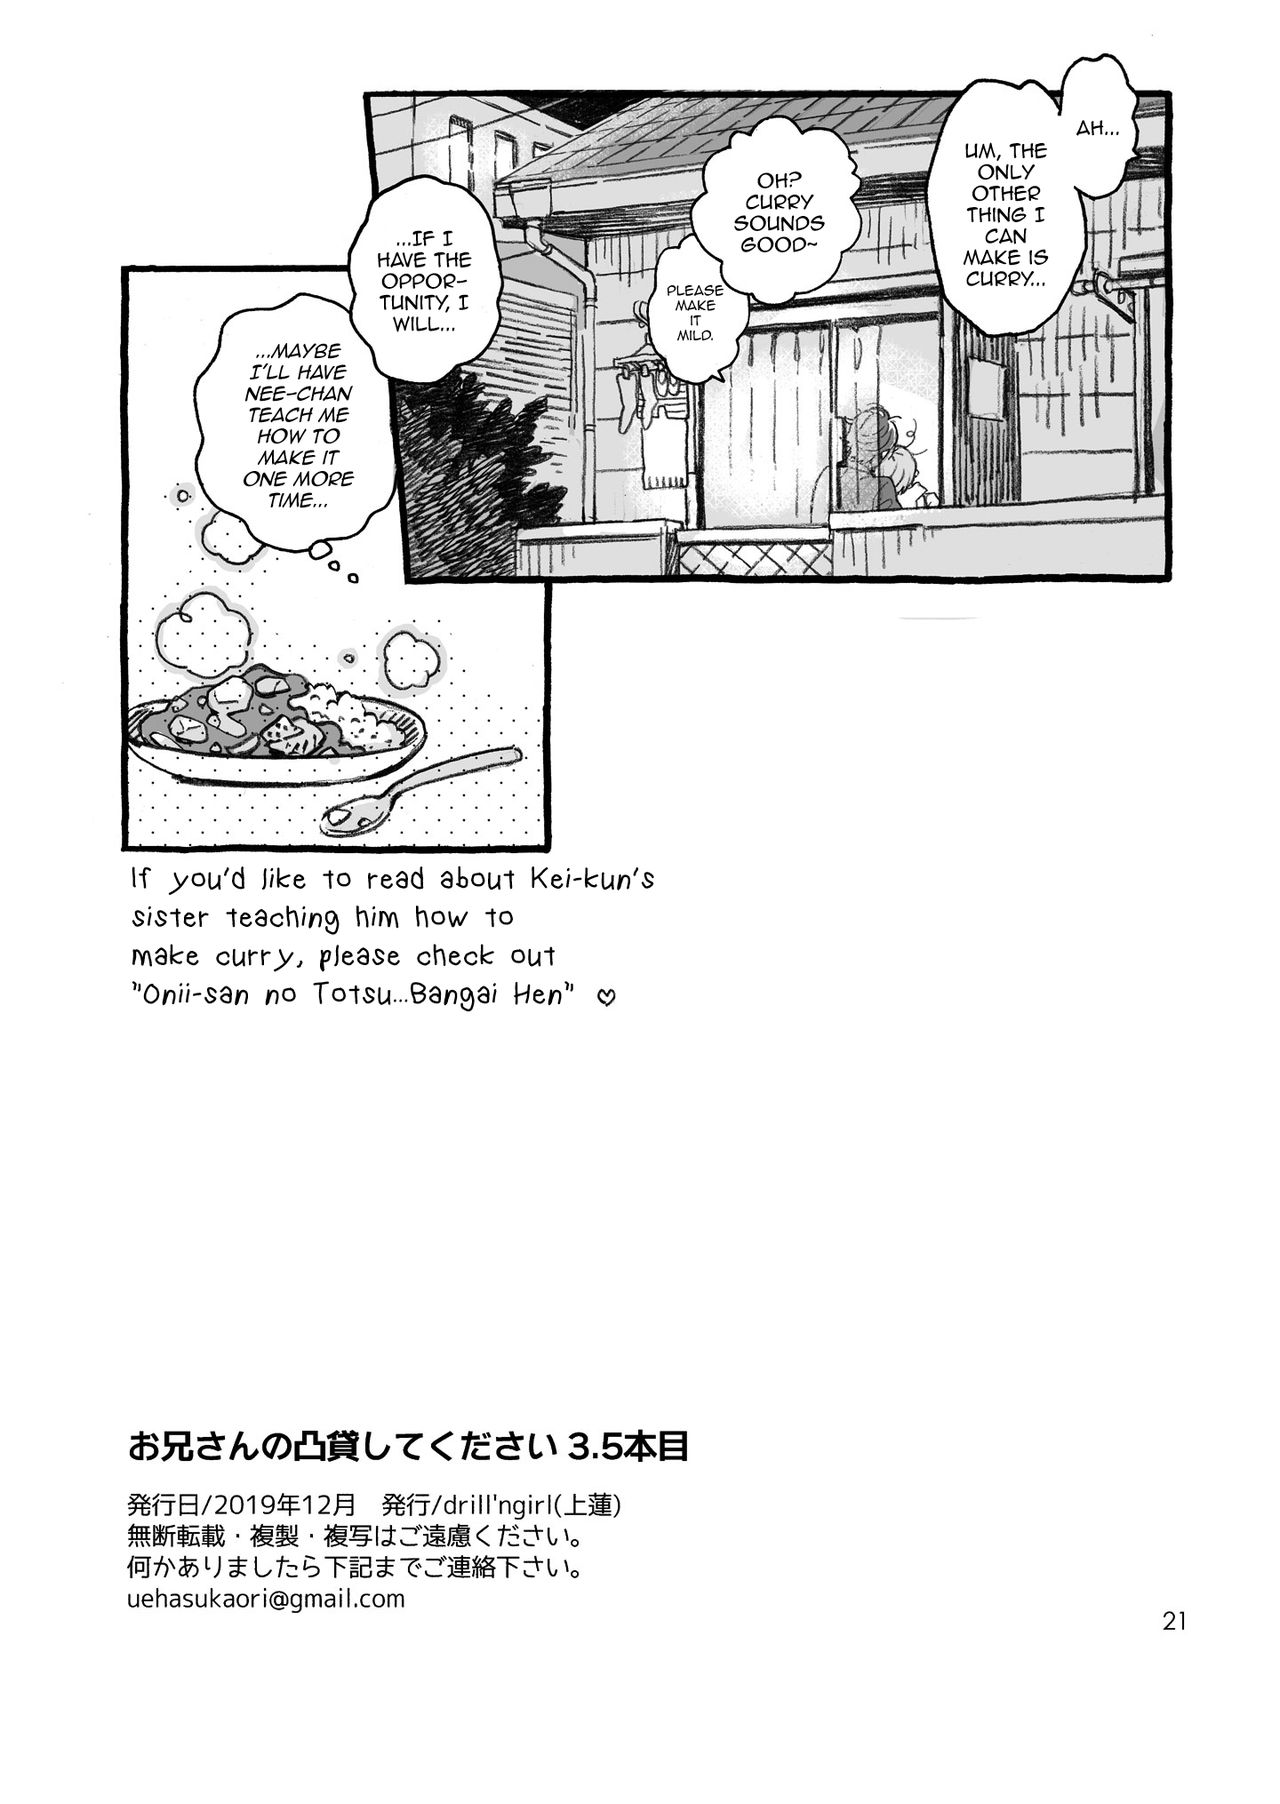 AH...
UM, THE
ONLY
OTHER
THING I
CAN
MAKE IS
CURRY...
OH?
CURRY
SOUNDS
GOOD~
PLEASE
MAKE
IT
MILD.
...IF I
HAVE THE
OPPOR-
TUNITY, I
WILL...
...MAYBE
I'LL HAVE
NEE-CHAN
TEACH ME
HOW TO
MAKE IT
ONE MORE
TIME...
If you'd like to read about Kei-kun's
sister teaching him how to
make curry, please check out
"Onii-san no Totsu...Bangai Hen" ♡
お兄さんの凸貸してください 3.5本目
発行日/2019年12月 発行/drill'ngirl(上蓮)
無断転載・複製・複写はご遠慮ください。
何かありましたら下記までご連絡下さい。
uehasukaori@gmail.com
21